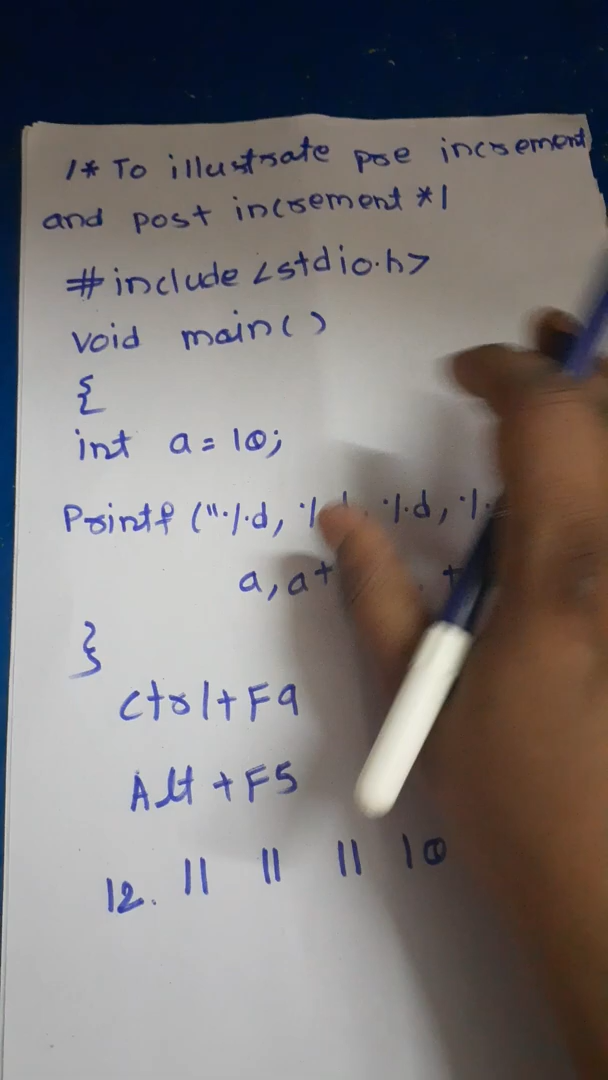 /* To illustrate pre increment
and post increment */
#include <stdio.h>
void main()
{
int a = 10;
Printf ("%d, %d, %d,
a, a+
}
Ctrl+F9
Alt +F5
12. 11 11 11 10